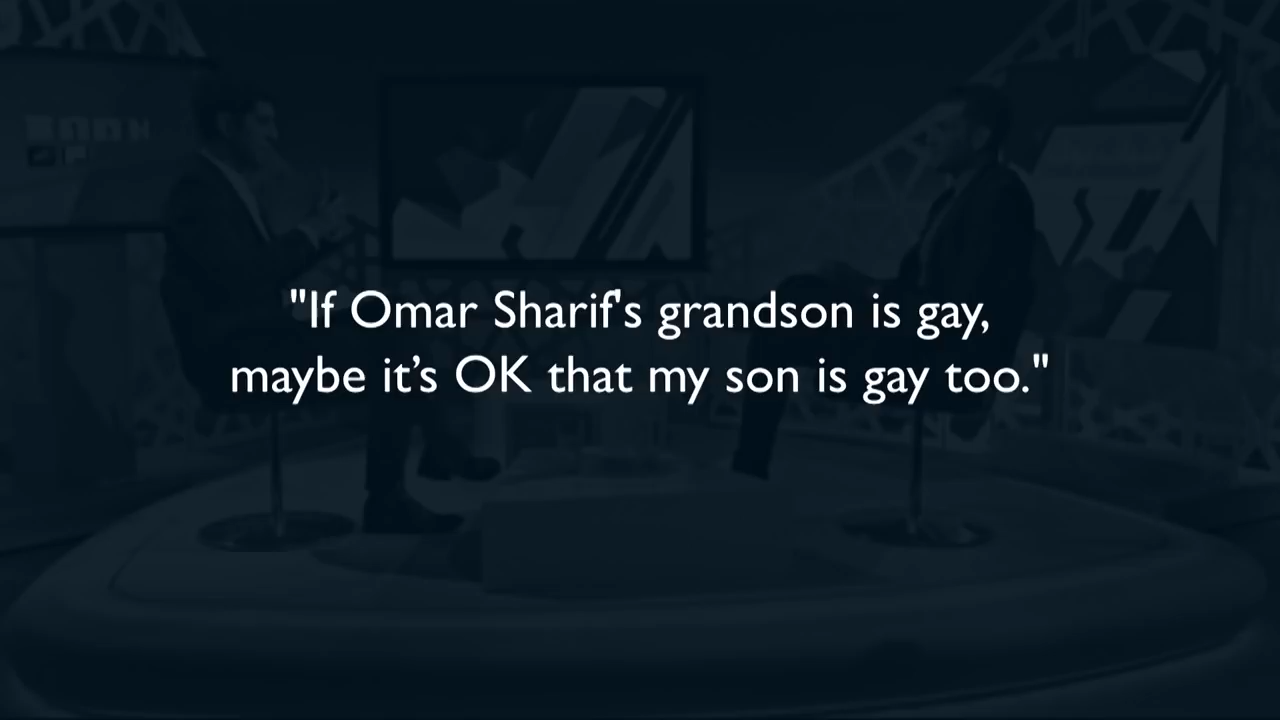 "If Omar Sharif's grandson is gay,
maybe it’s OK that my son is gay too."